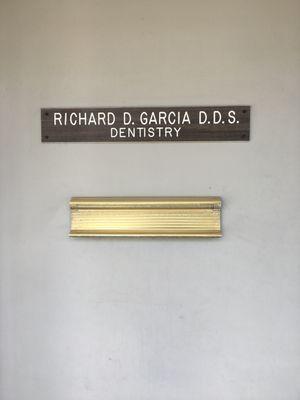 RICHARD D. GARCIA D.D.S.
DENTISTRY